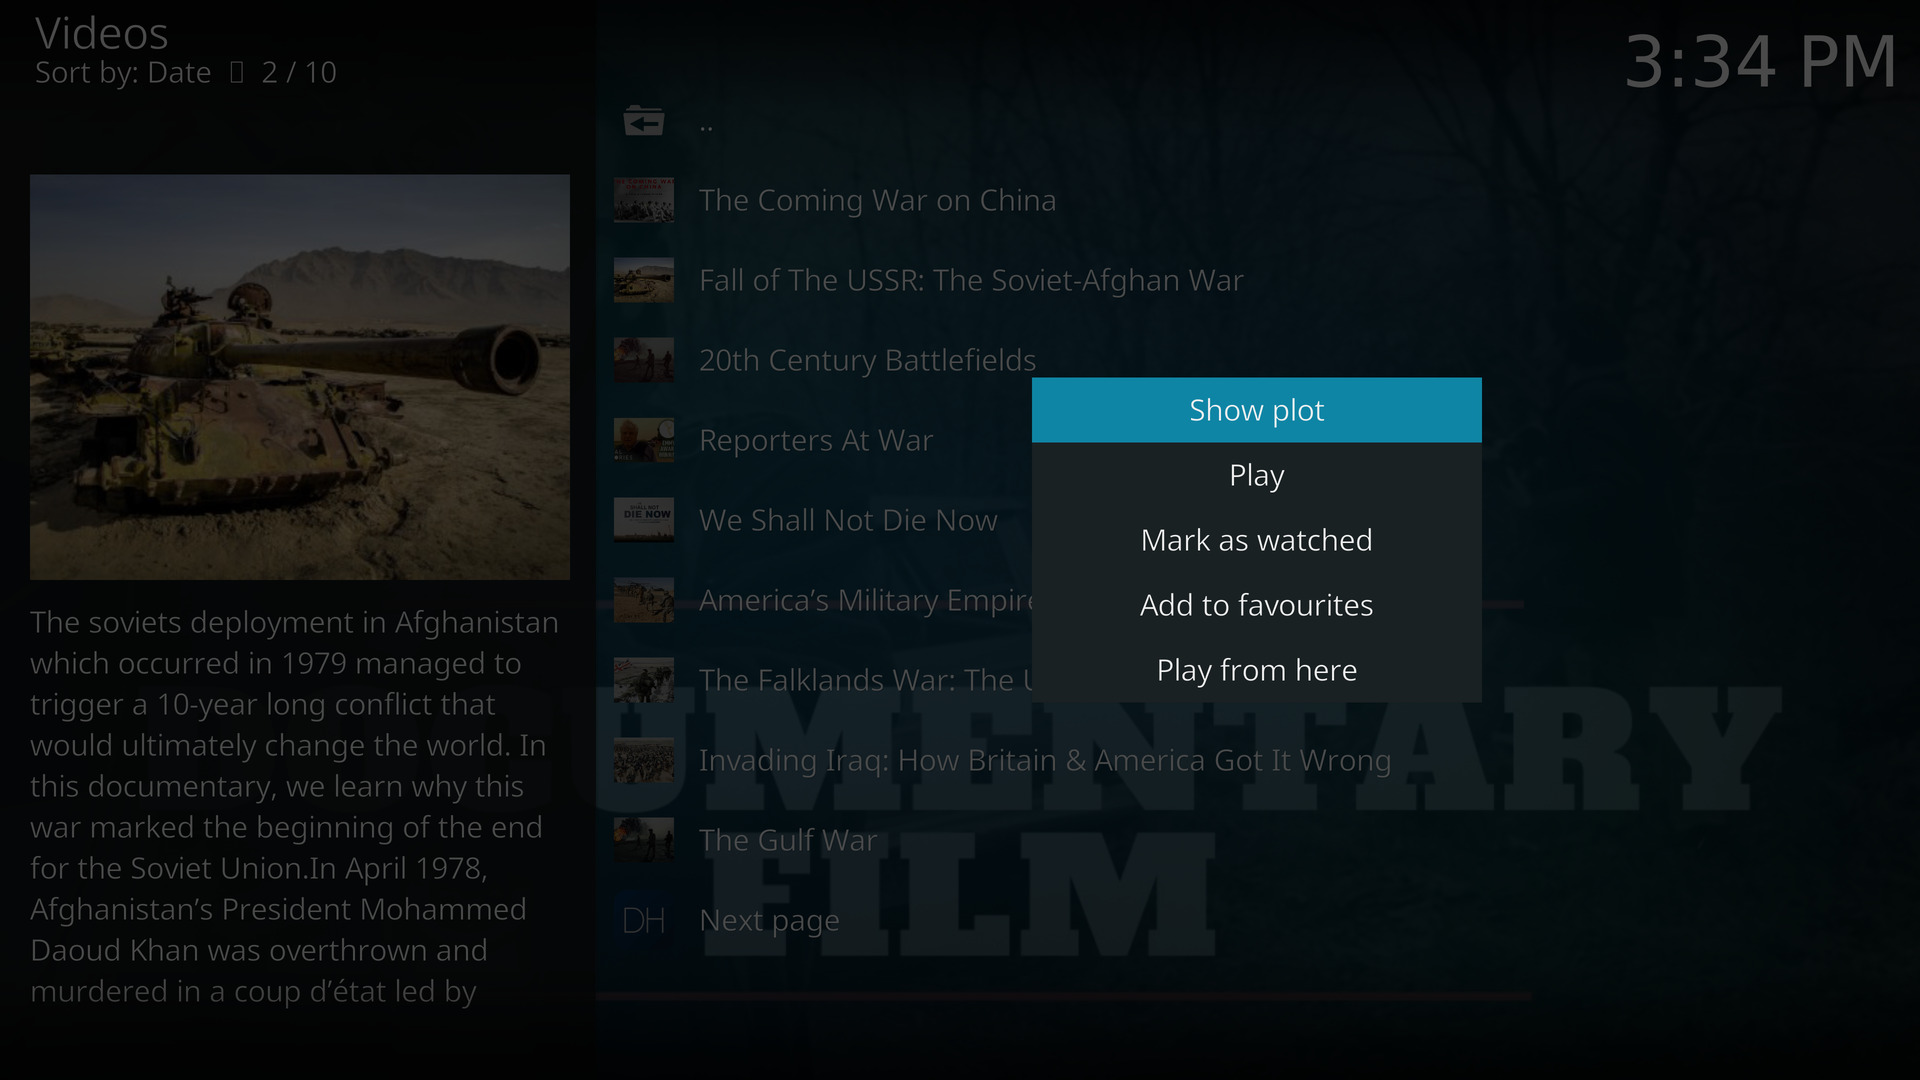 Videos
Sort by: Date 2 / 10
3:34 PM
..
The Coming War on China
Fall of The USSR: The Soviet-Afghan War
20th Century Battlefields
Reporters At War
We Shall Not Die Now
America’s Military Empire
The Falklands War: The
Invading Iraq: How Britain & America Got It Wrong
The Gulf War
DH Next page
Show plot
Play
Mark as watched
Add to favourites
Play from here
The soviets deployment in Afghanistan
which occurred in 1979 managed to
trigger a 10-year long conflict that
would ultimately change the world. In
this documentary, we learn why this
war marked the beginning of the end
for the Soviet Union.In April 1978,
Afghanistan’s President Mohammed
Daoud Khan was overthrown and
murdered in a coup d’état led by
DIE NOW
DOCUMENTARY
FILM